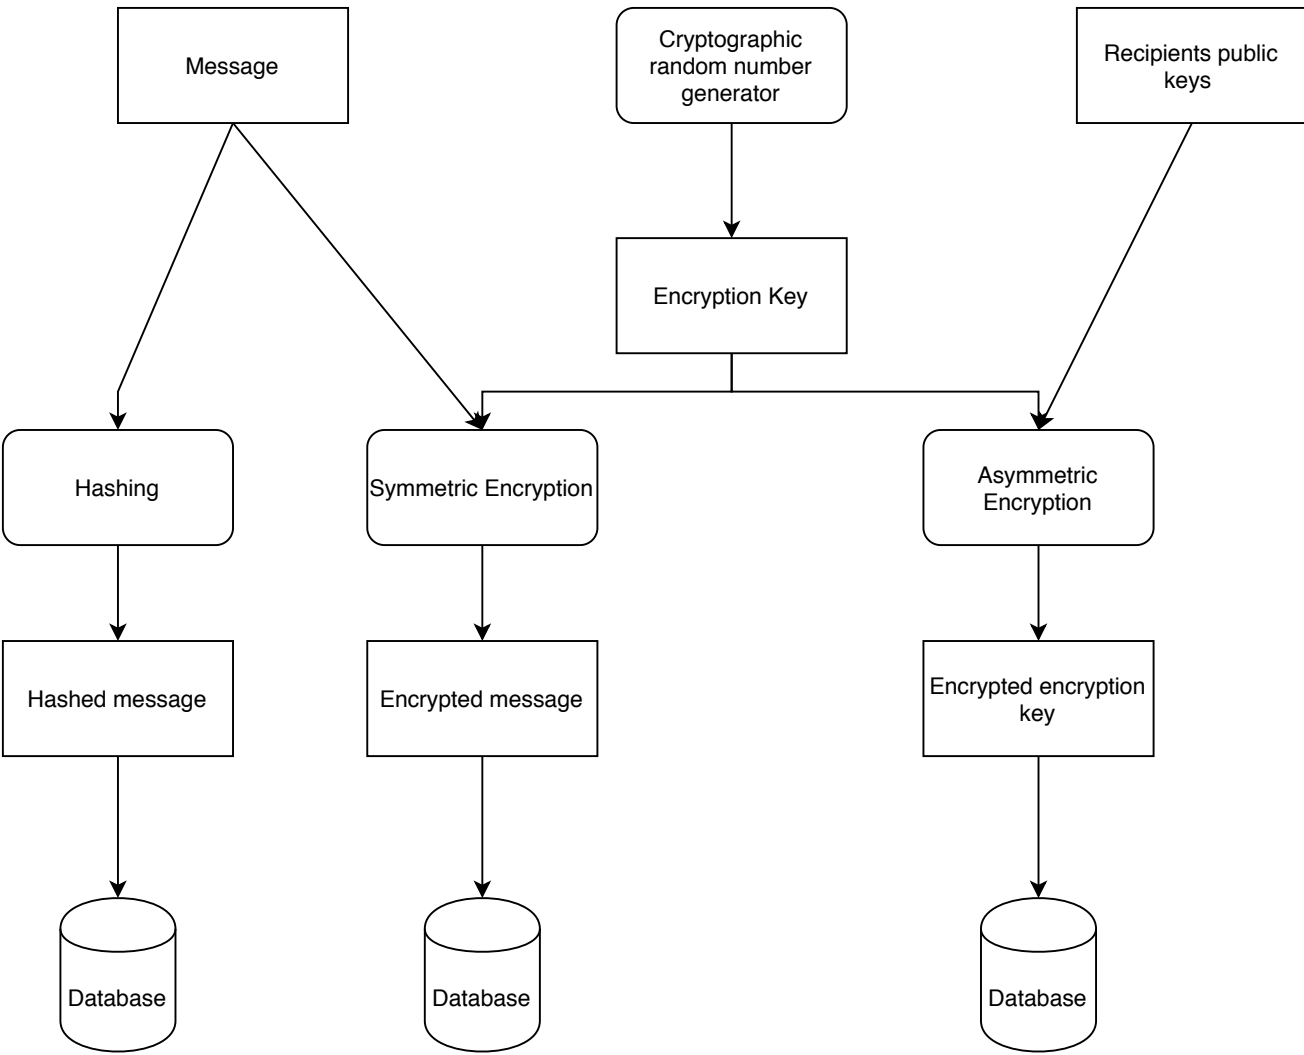 Message
Cryptographic
random number
generator
Recipients public
keys
Encryption Key
Hashing
Symmetric Encryption
Asymmetric
Encryption
Hashed message
Encrypted message
Encrypted encryption
key
Database
Database
Database